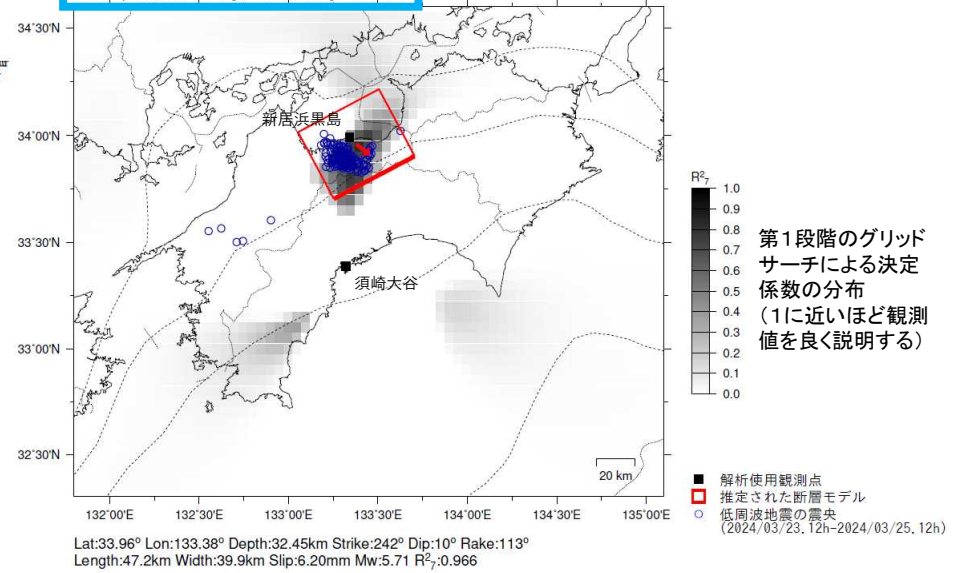 34°30'N
34°00'N
33°30'N
33°00'N
32°30'N
132°00'E
132°30'E
133°00'E
133°30'E
134°00'E
134°30'E
135°00'E
新居浜黒島
須崎大谷
20 km
R²₇
1.0
0.9
0.8
0.7
0.6
0.5
0.4
0.3
0.2
0.1
0.0
第1段階のグリッド
サーチによる決定
係数の分布
(1に近いほど観測
値を良く説明する)
解析使用観測点
推定された断層モデル
低周波地震の震央
(2024/03/23.12h-2024/03/25.12h)
Lat:33.96° Lon:133.38° Depth:32.45km Strike:242° Dip:10° Rake:113°
Length:47.2km Width:39.9km Slip:6.20mm Mw:5.71 R²₇:0.966